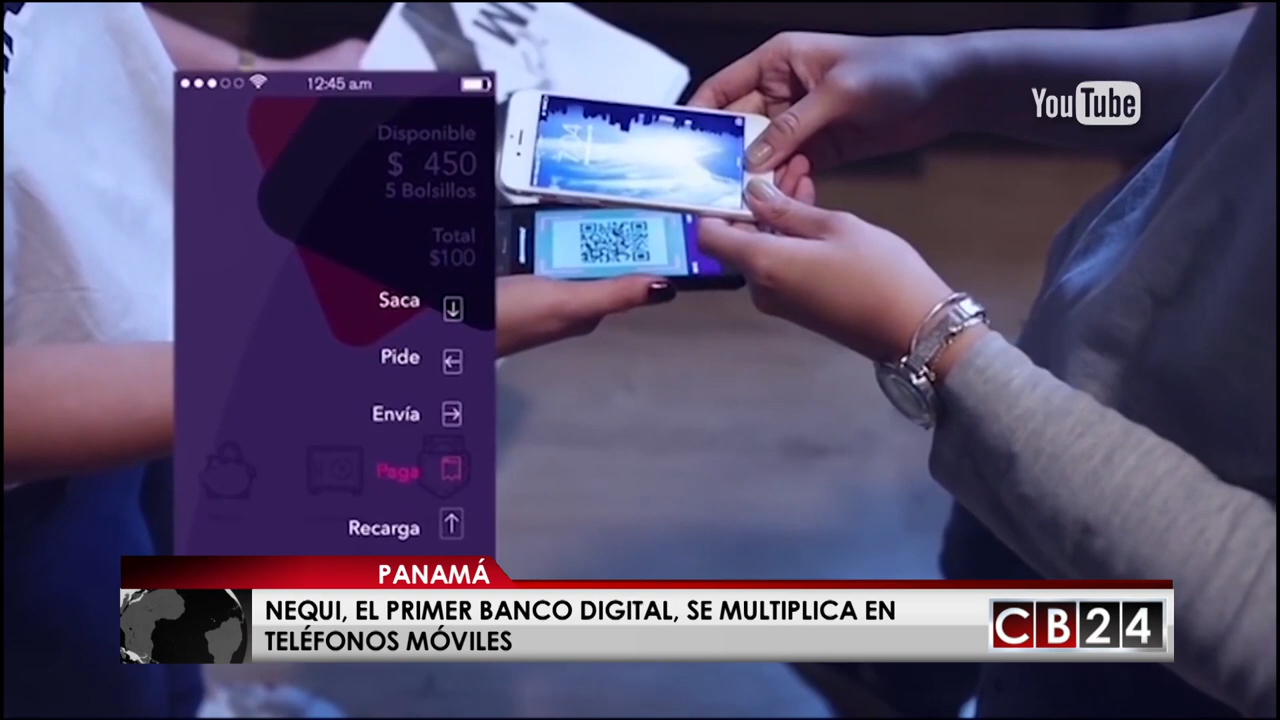 12:45 a.m
YouTube
Disponible
$ 450
5 Bolsillos
Total
$100
Saca
Pide
Envía
Paga
Recarga
PANAMÁ
NEQUI, EL PRIMER BANCO DIGITAL, SE MULTIPLICA EN
TELÉFONOS MÓVILES
CB24